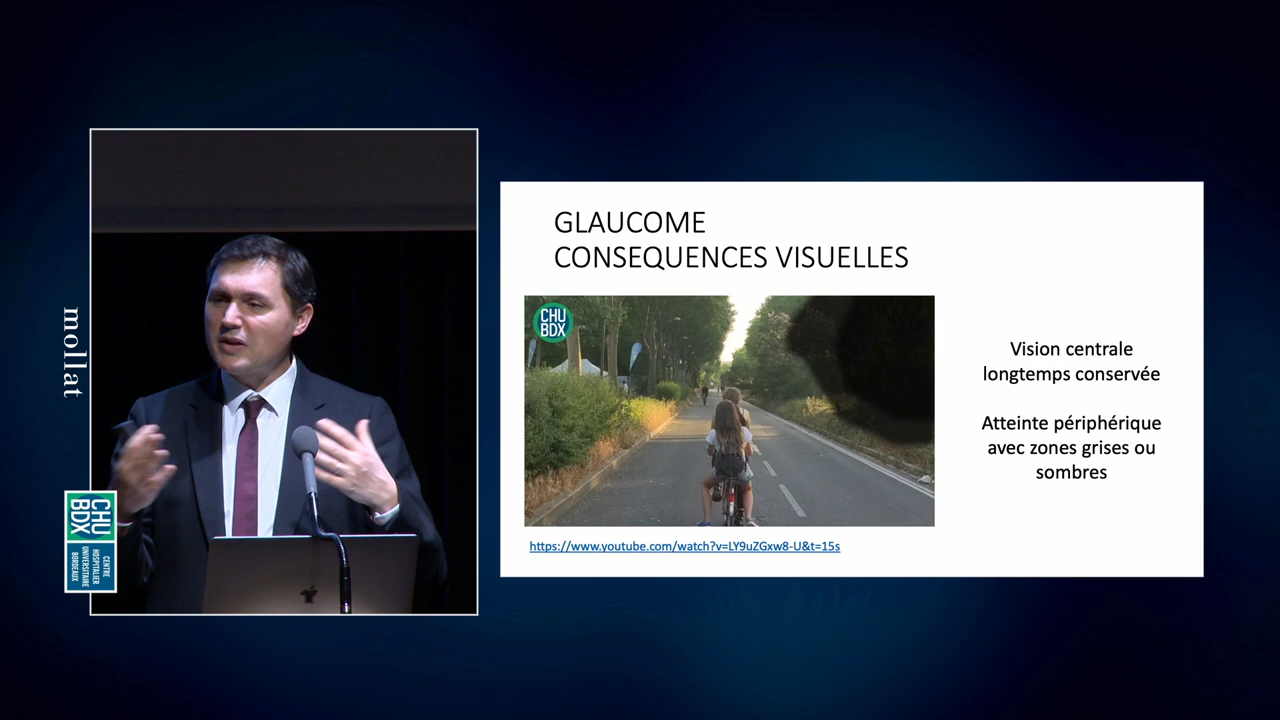 mollat
CHU
BDX
CENTRE
HOSPITALIER
UNIVERSITAIRE
BORDEAUX
GLAUCOME
CONSEQUENCES VISUELLES
CHU
BDX
https://www.youtube.com/watch?v=LY9uZGxw8-U&t=15s
Vision centrale
longtemps conservée
Atteinte périphérique
avec zones grises ou
sombres